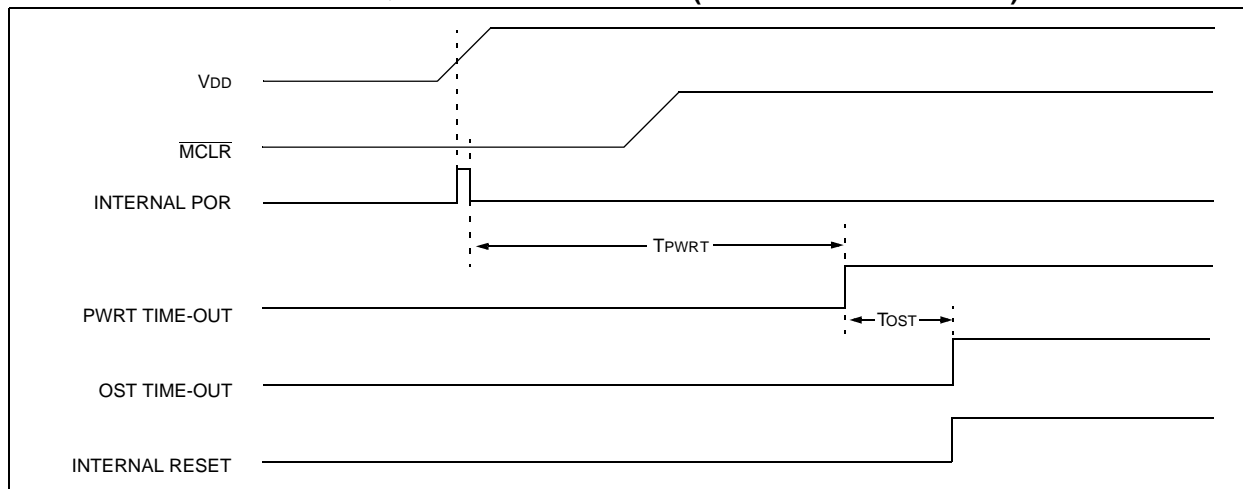 VDD
MCLR
INTERNAL POR
TPWRT
PWRT TIME-OUT
TOST
OST TIME-OUT
INTERNAL RESET